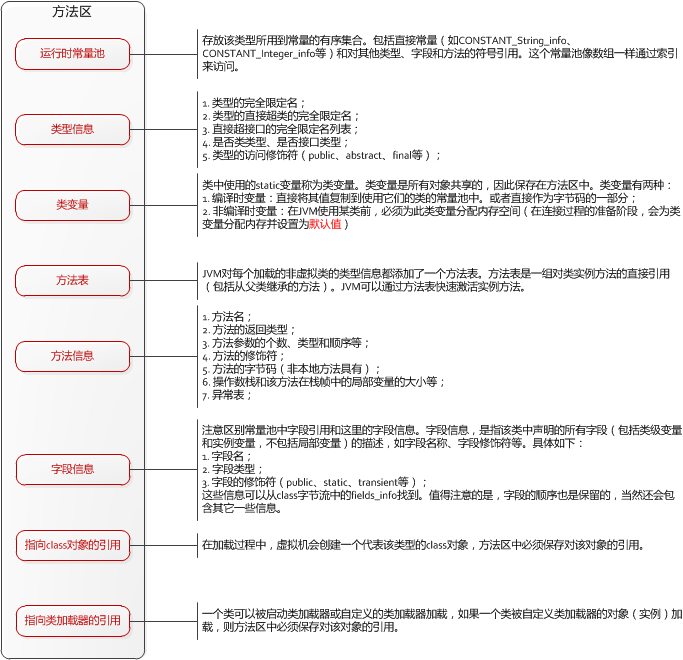 方法区
运行时常量池
存放该类型所用到常量的有序集合。包括直接常量（如CONSTANT_String_info、
CONSTANT_Integer_info等）和对其他类型、字段和方法的符号引用。这个常量池像数组一样通过索引
来访问。
类型信息
1. 类型的完全限定名；
2. 类型的直接超类的完全限定名；
3. 直接超接口的完全限定名列表；
4. 是否类类型、是否接口类型；
5. 类型的访问修饰符（public、abstract、final等）；
类变量
类中使用的static变量称为类变量。类变量是所有对象共享的，因此保存在方法区中。类变量有两种：
1. 编译时变量：直接将其值复制到使用它们的类的常量池中。或者直接作为字节码的一部分；
2. 非编译时变量：在JVM使用某类前，必须为此类变量分配内存空间（在连接过程的准备阶段，会为类
变量分配内存并设置为默认值）
方法表
JVM对每个加载的非虚拟类的类型信息都添加了一个方法表。方法表是一组对类实例方法的直接引用
（包括从父类继承的方法）。JVM可以通过方法表快速激活实例方法。
方法信息
1. 方法名；
2. 方法的返回类型；
3. 方法参数的个数、类型和顺序等；
4. 方法的修饰符；
5. 方法的字节码（非本地方法具有）；
6. 操作数栈和该方法在栈帧中的局部变量的大小等；
7. 异常表；
字段信息
注意区别常量池中字段引用和这里的字段信息。字段信息，是指该类中声明的所有字段（包括类级变量
和实例变量，不包括局部变量）的描述，如字段名称、字段修饰符等。具体如下：
1. 字段名；
2. 字段类型；
3. 字段的修饰符（public、static、transient等）；
这些信息可以从class字节流中的fields_info找到。值得注意的是，字段的顺序也是保留的，当然还会包
含其它一些信息。
指向class对象的引用
在加载过程中，虚拟机会创建一个代表该类型的class对象，方法区中必须保存对该对象的引用。
指向类加载器的引用
一个类可以被启动类加载器或自定义的类加载器加载，如果一个类被自定义类加载器的对象（实例）加
载，则方法区中必须保存对该对象的引用。